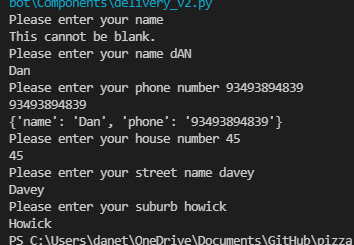 bot\Components\delivery_v2.py
Please enter your name
This cannot be blank.
Please enter your name dAN
Dan
Please enter your phone number 93493894839
93493894839
{'name': 'Dan', 'phone': '93493894839'}
Please enter your house number 45
45
Please enter your street name davey
Davey
Please enter your suburb howick
Howick
PS C:\Users\danet\OneDrive\Documents\GitHub\pizza